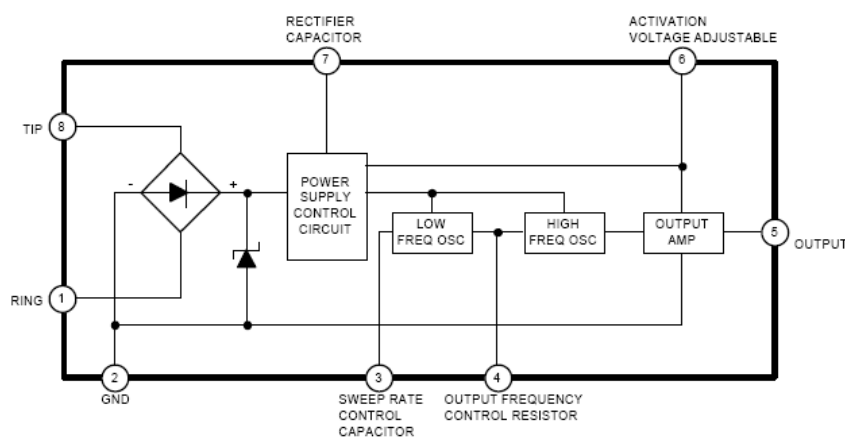 RECTIFIER
CAPACITOR
ACTIVATION
VOLTAGE ADJUSTABLE
7
6
TIP
8
-
+
POWER
SUPPLY
CONTROL
CIRCUIT
LOW
FREQ OSC
HIGH
FREQ OSC
OUTPUT
AMP
5
OUTPUT
RING
1
2
GND
3
SWEEP RATE
CONTROL
CAPACITOR
4
OUTPUT FREQUENCY
CONTROL RESISTOR